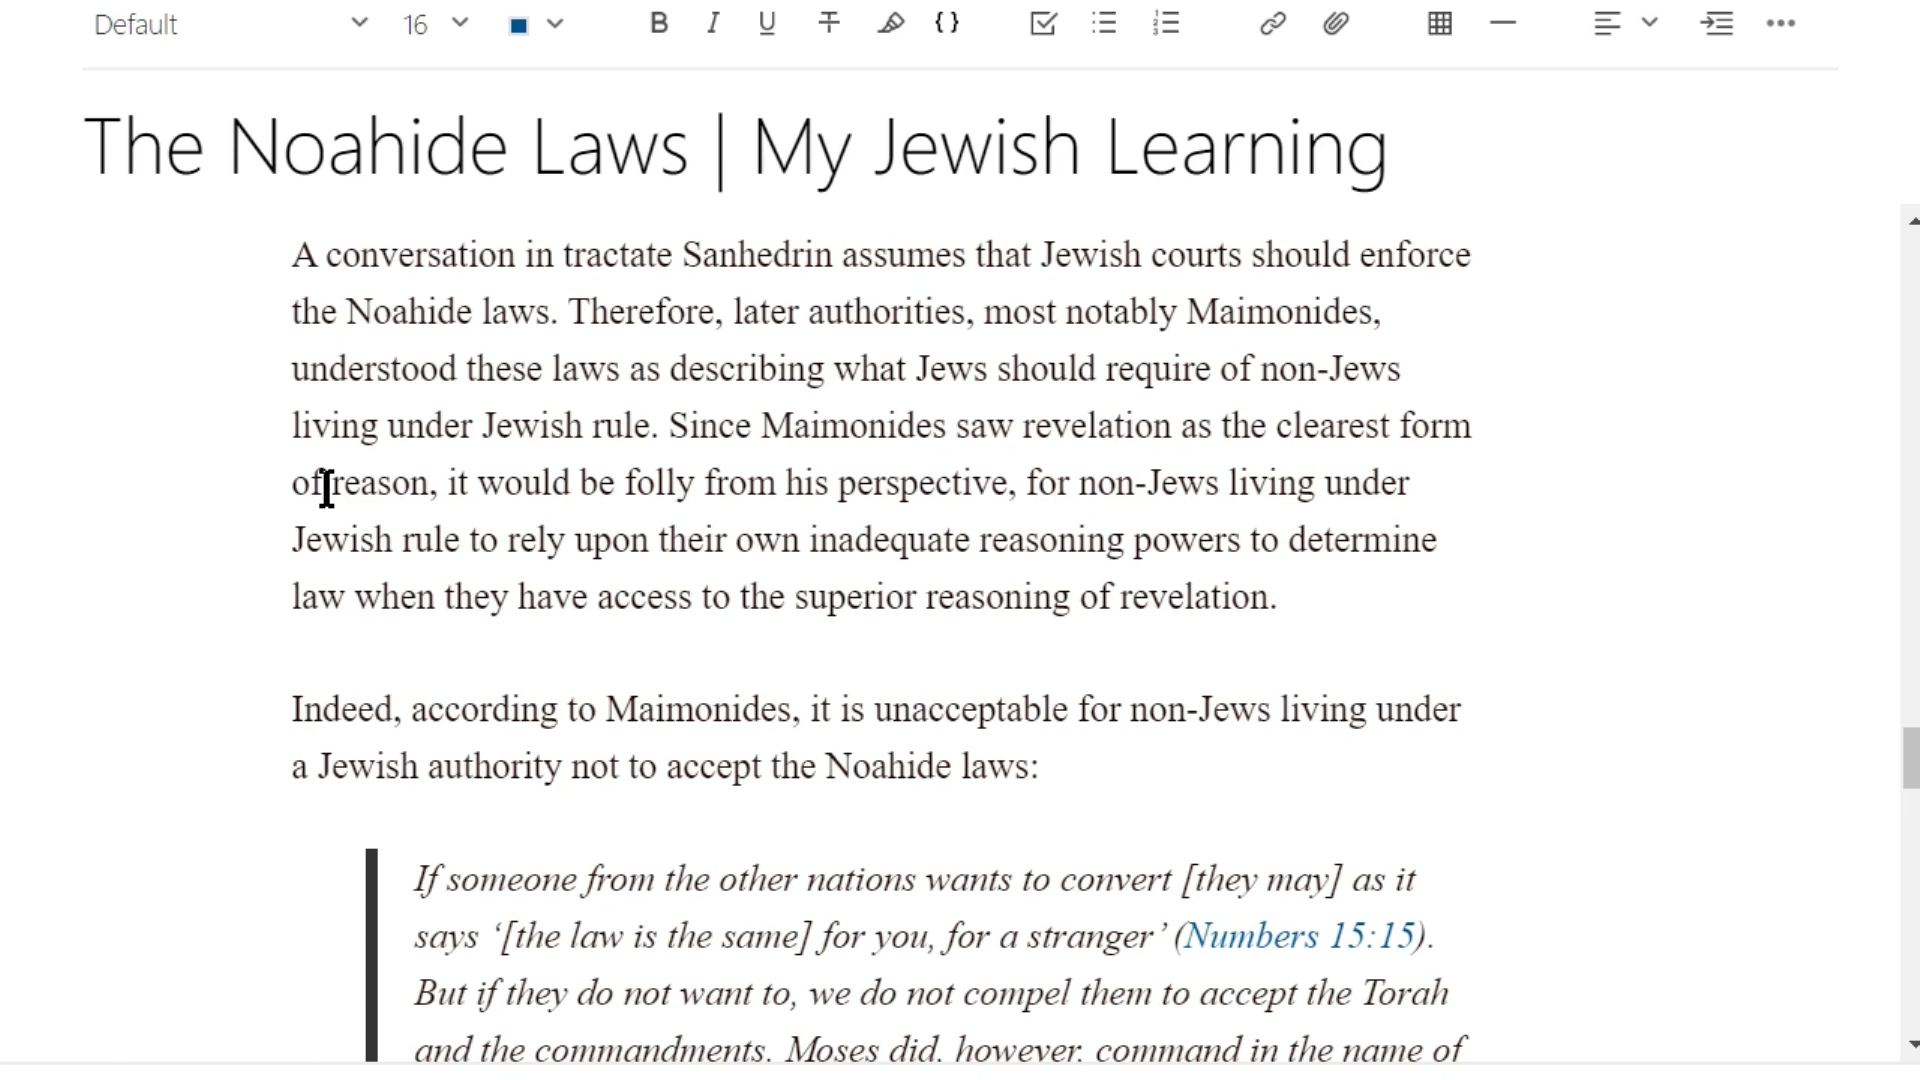 Default 16
The Noahide Laws | My Jewish Learning
A conversation in tractate Sanhedrin assumes that Jewish courts should enforce
the Noahide laws. Therefore, later authorities, most notably Maimonides,
understood these laws as describing what Jews should require of non-Jews
living under Jewish rule. Since Maimonides saw revelation as the clearest form
of reason, it would be folly from his perspective, for non-Jews living under
Jewish rule to rely upon their own inadequate reasoning powers to determine
law when they have access to the superior reasoning of revelation.
Indeed, according to Maimonides, it is unacceptable for non-Jews living under
a Jewish authority not to accept the Noahide laws:
If someone from the other nations wants to convert [they may] as it
says ‘[the law is the same] for you, for a stranger’ (Numbers 15:15).
But if they do not want to, we do not compel them to accept the Torah
and the commandments. Moses did, however, command in the name of